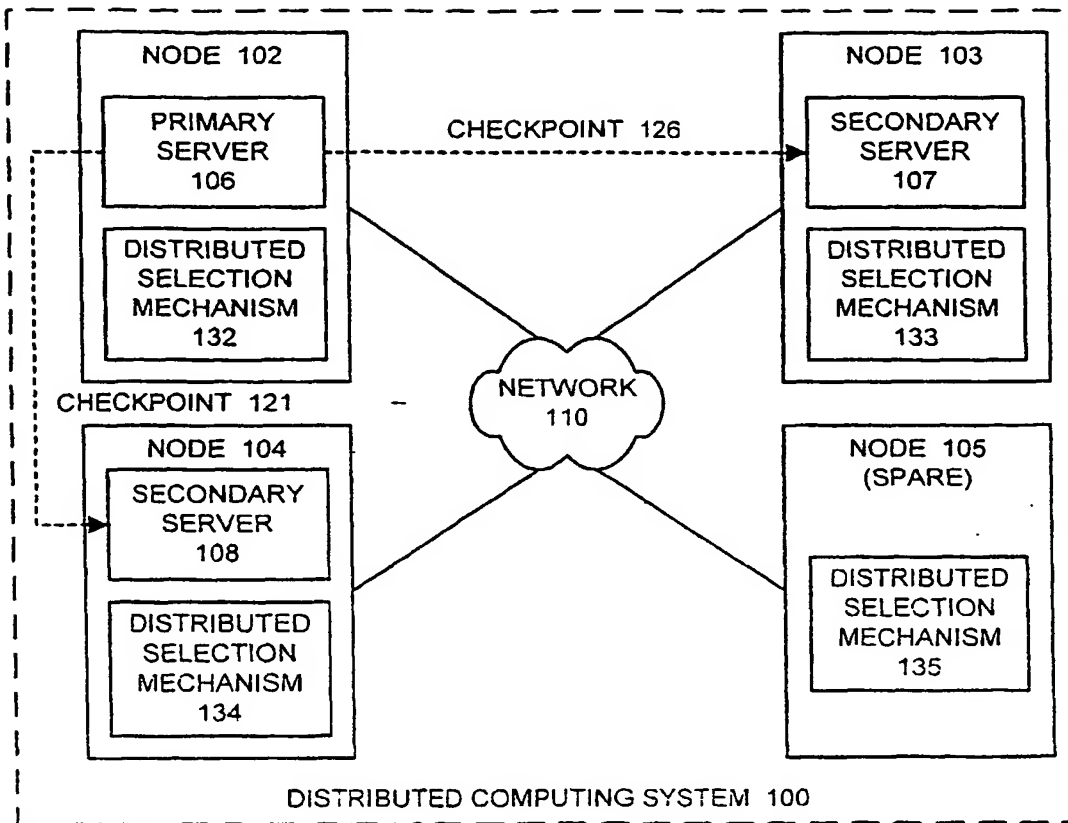 NODE 102
PRIMARY
SERVER
106
DISTRIBUTED
SELECTION
MECHANISM
132
CHECKPOINT 126
NODE 103
SECONDARY
SERVER
107
DISTRIBUTED
SELECTION
MECHANISM
133
NETWORK
110
CHECKPOINT 121
NODE 104
SECONDARY
SERVER
108
DISTRIBUTED
SELECTION
MECHANISM
134
NODE 105
(SPARE)
DISTRIBUTED
SELECTION
MECHANISM
135
DISTRIBUTED COMPUTING SYSTEM 100